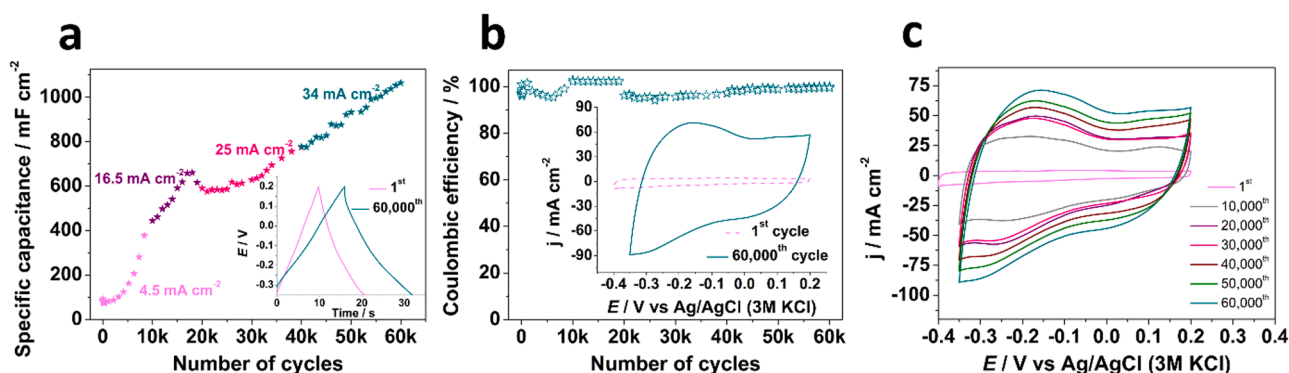 a
Specific capacitance / mF cm⁻²
1000
800
600
400
200
0
4.5 mA cm⁻²
16.5 mA cm⁻²
25 mA cm⁻²
34 mA cm⁻²
0
10k
20k
30k
40k
50k
60k
Number of cycles
E / V
0.2
0.1
0.0
-0.1
-0.2
-0.3
1ˢᵗ
60,000ᵗʰ
0
10
20
30
Time / s
b
Coulombic efficiency / %
100
80
60
40
20
0
0
10k
20k
30k
40k
50k
60k
Number of cycles
j / mA cm⁻²
90
60
30
0
-30
-60
-90
1ˢᵗ cycle
60,000ᵗʰ cycle
-0.4
-0.3
-0.2
-0.1
0.0
0.1
0.2
E / V vs Ag/AgCl (3M KCl)
c
j / mA cm⁻²
75
50
25
0
-25
-50
-75
-100
1ˢᵗ
10,000ᵗʰ
20,000ᵗʰ
30,000ᵗʰ
40,000ᵗʰ
50,000ᵗʰ
60,000ᵗʰ
-0.4
-0.3
-0.2
-0.1
0.0
0.1
0.2
0.3
0.4
E / V vs Ag/AgCl (3M KCl)